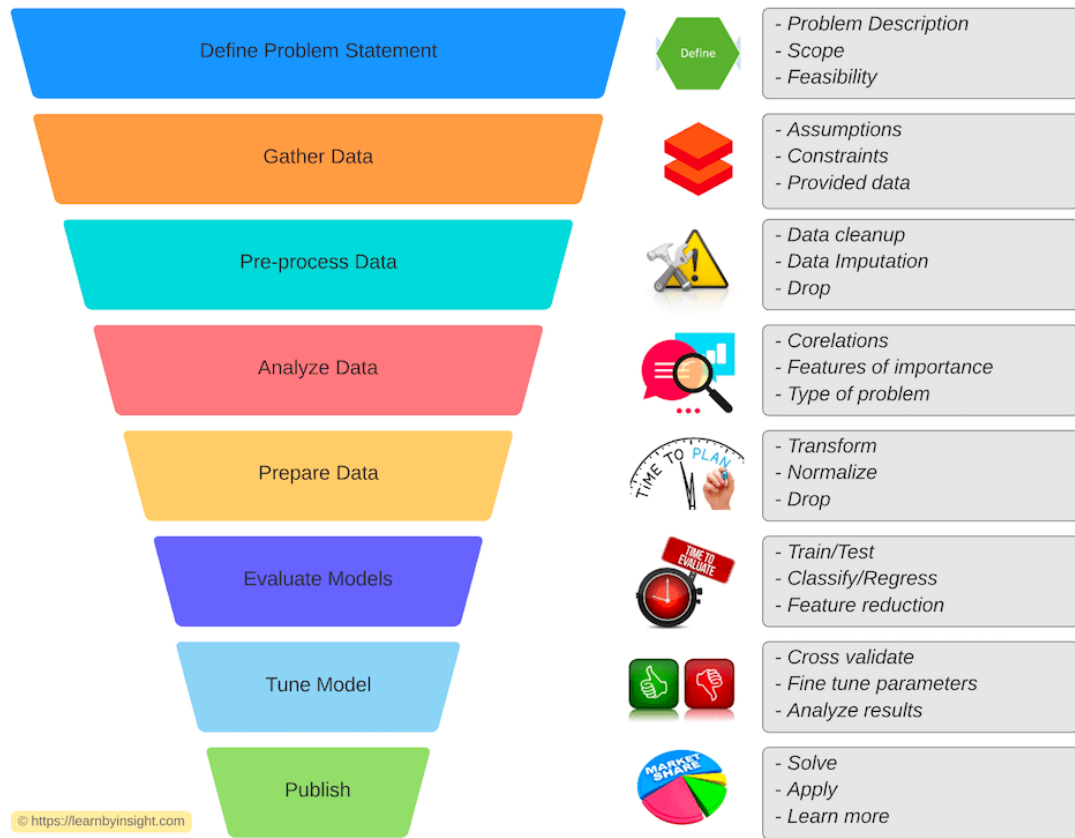 Define Problem Statement
Define
- Problem Description
- Scope
- Feasibility
Gather Data
- Assumptions
- Constraints
- Provided data
Pre-process Data
- Data cleanup
- Data Imputation
- Drop
Analyze Data
- Corelations
- Features of importance
- Type of problem
Prepare Data
TIME TO PLAN
- Transform
- Normalize
- Drop
Evaluate Models
TIME TO
EVALUATE
- Train/Test
- Classify/Regress
- Feature reduction
Tune Model
- Cross validate
- Fine tune parameters
- Analyze results
Publish
MARKET
SHARE
- Solve
- Apply
- Learn more
© https://learnbyinsight.com